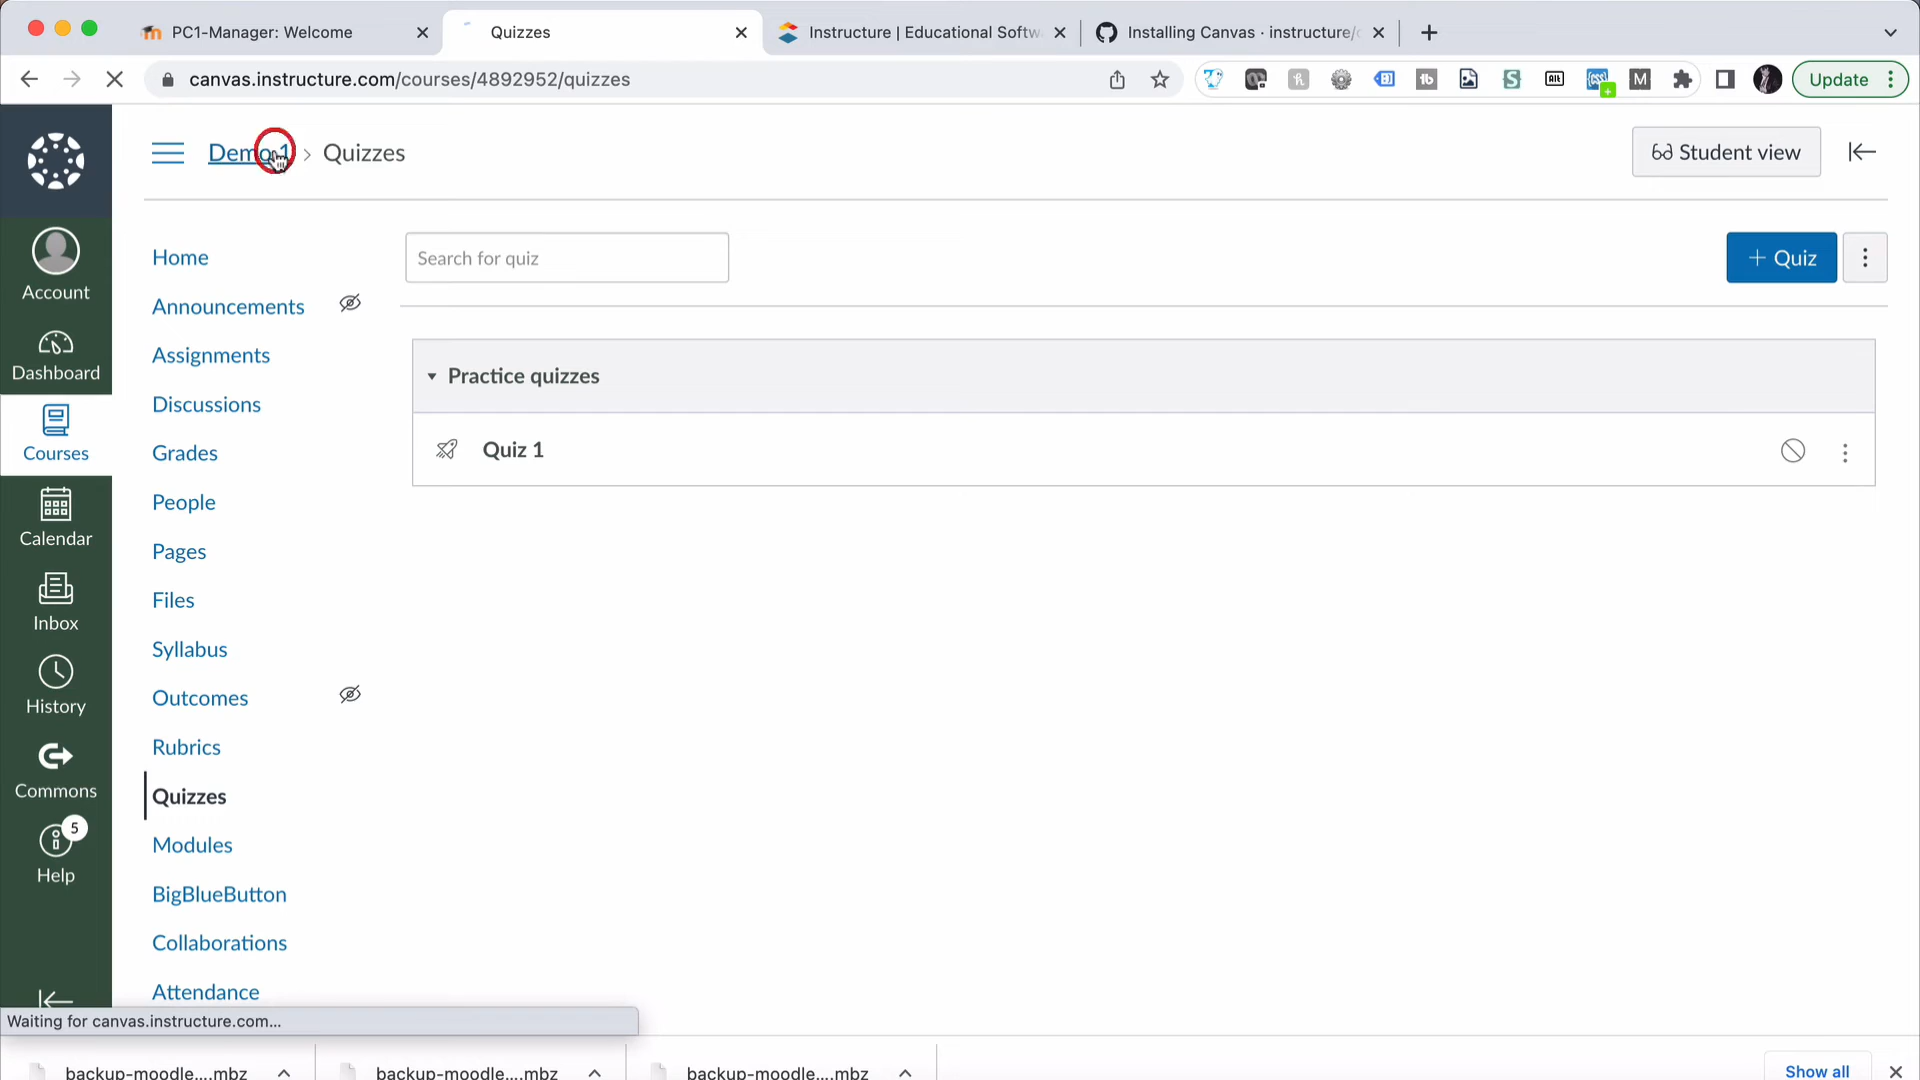 PC1-Manager: Welcome
Quizzes
Instructure | Educational Softw
Installing Canvas · instructure/c
canvas.instructure.com/courses/4892952/quizzes
Update
Demo 1 › Quizzes
Student view
Account
Dashboard
Courses
Calendar
Inbox
History
Commons
5
Help
Home
Announcements
Assignments
Discussions
Grades
People
Pages
Files
Syllabus
Outcomes
Rubrics
Quizzes
Modules
BigBlueButton
Collaborations
Attendance
Search for quiz
+ Quiz
Practice quizzes
Quiz 1
Waiting for canvas.instructure.com...
backup-moodle....mbz
backup-moodle....mbz
backup-moodle....mbz
Show all